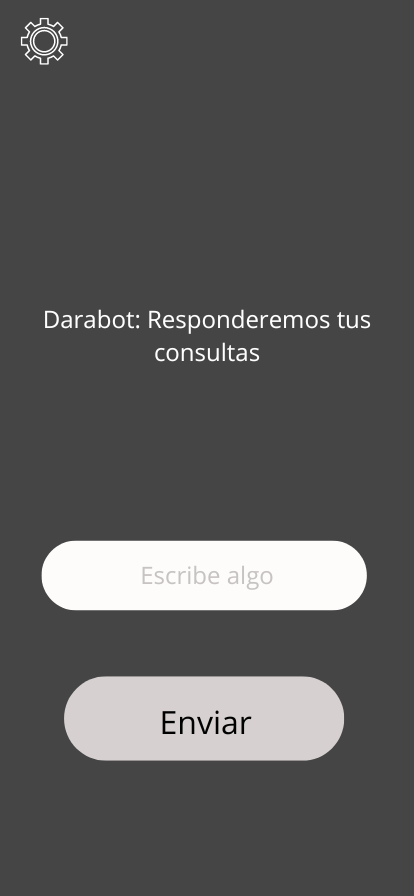 Darabot: Responderemos tus
consultas
Escribe algo
Enviar